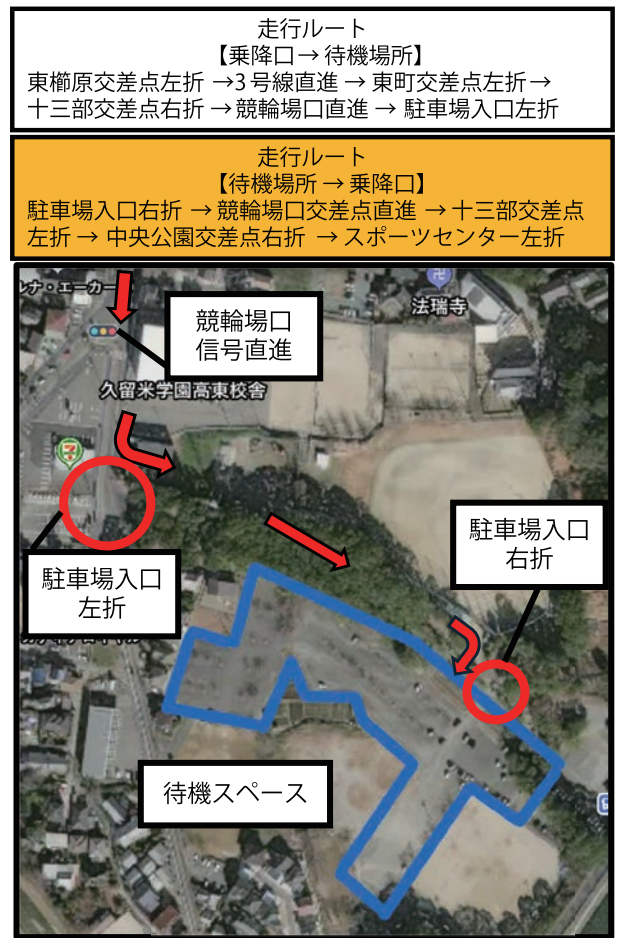 走行ルート
【乗降口→待機場所】
東櫛原交差点左折 →3号線直進 → 東町交差点左折→
十三部交差点右折 → 競輪場口直進 → 駐車場入口左折
走行ルート
【待機場所 → 乗降口】
駐車場入口右折 → 競輪場口交差点直進 → 十三部交差点
左折 → 中央公園交差点右折 → スポーツセンター左折
ルナ・エーカー
法瑞寺
競輪場口
信号直進
久留米学園高東校舎
駐車場入口
右折
駐車場入口
左折
待機スペース